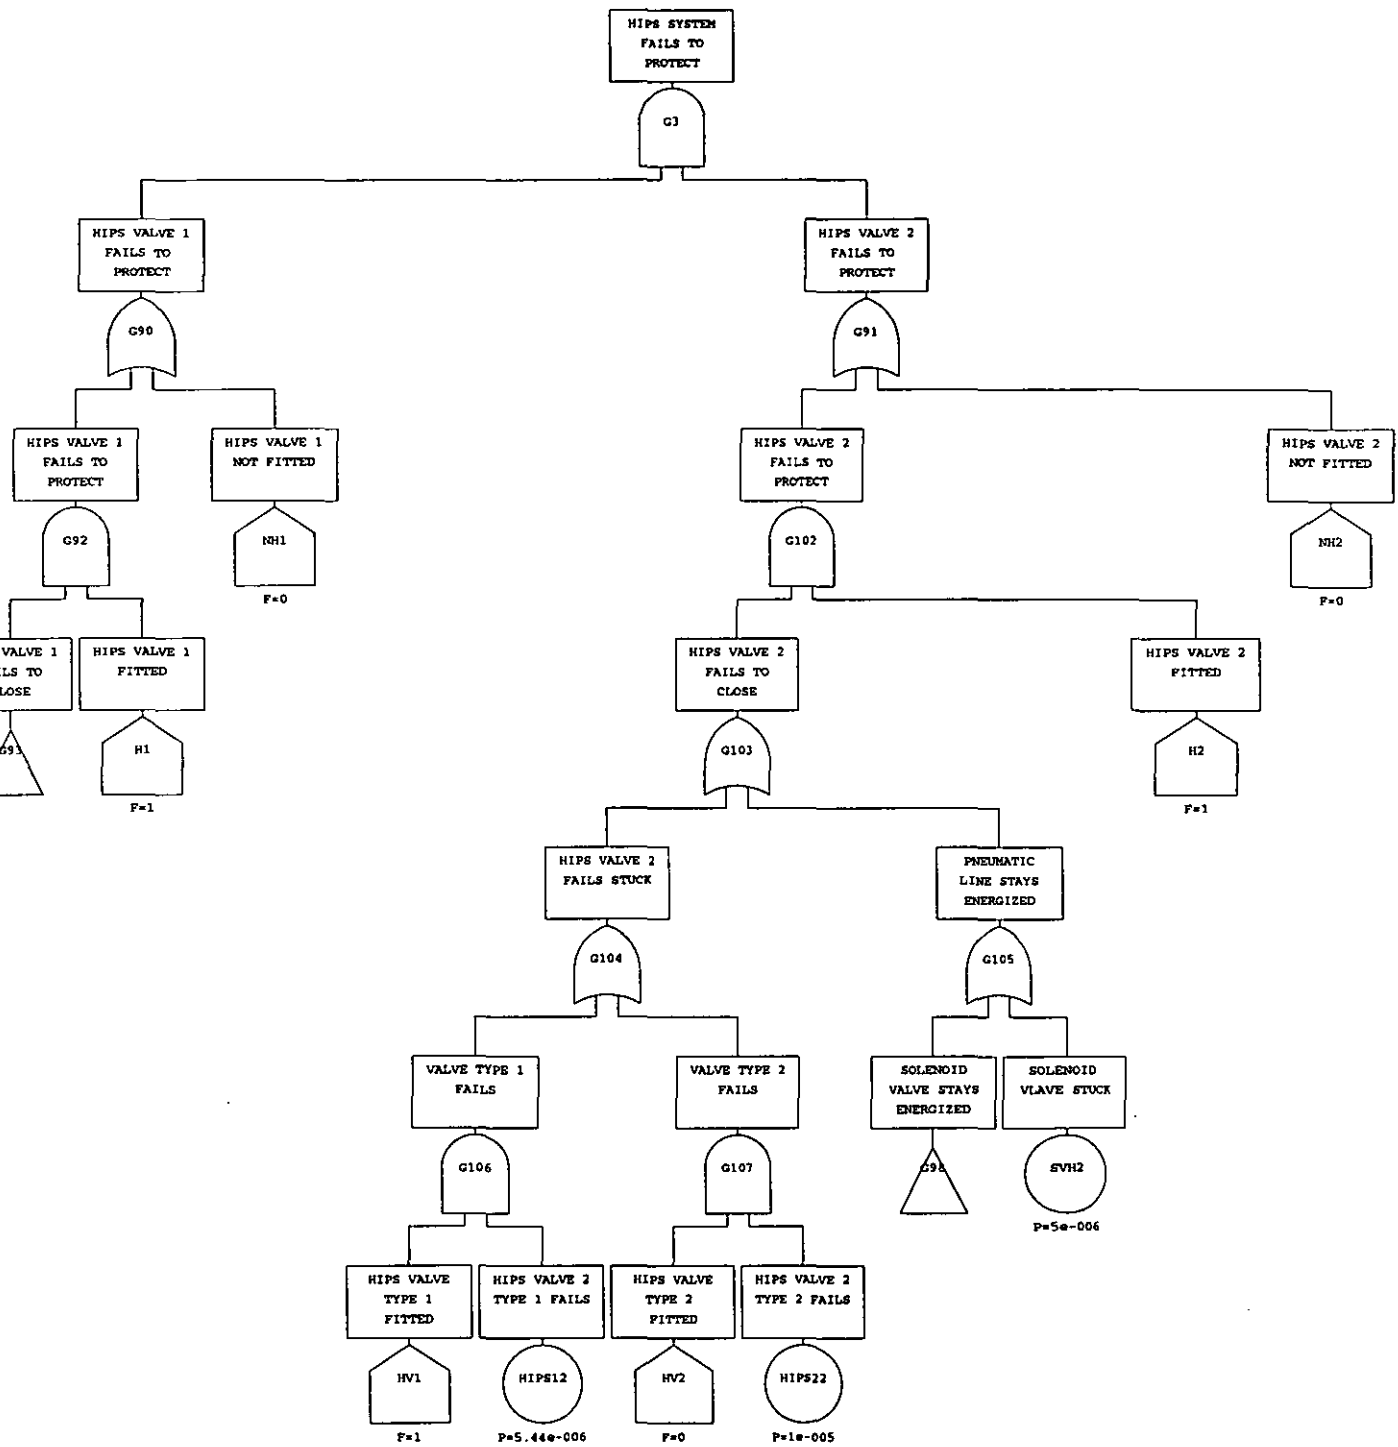 HIPS SYSTEM
FAILS TO
PROTECT
G3
HIPS VALVE 1
FAILS TO
PROTECT
HIPS VALVE 2
FAILS TO
PROTECT
G90
G91
HIPS VALVE 1
FAILS TO
PROTECT
HIPS VALVE 1
NOT FITTED
HIPS VALVE 2
FAILS TO
PROTECT
HIPS VALVE 2
NOT FITTED
G92
NH1
F=0
G102
NH2
F=0
VALVE 1
ILS TO
LOSE
HIPS VALVE 1
FITTED
HIPS VALVE 2
FAILS TO
CLOSE
HIPS VALVE 2
FITTED
G93
H1
F=1
G103
H2
F=1
HIPS VALVE 2
FAILS STUCK
PNEUMATIC
LINE STAYS
ENERGIZED
G104
G105
VALVE TYPE 1
FAILS
VALVE TYPE 2
FAILS
SOLENOID
VALVE STAYS
ENERGIZED
SOLENOID
VLAVE STUCK
G106
G107
G98
SVH2
P=5e-006
HIPS VALVE
TYPE 1
FITTED
HIPS VALVE 2
TYPE 1 FAILS
HIPS VALVE
TYPE 2
FITTED
HIPS VALVE 2
TYPE 2 FAILS
HV1
F=1
HIPS12
P=5.44e-006
HV2
F=0
HIPS22
P=1e-005